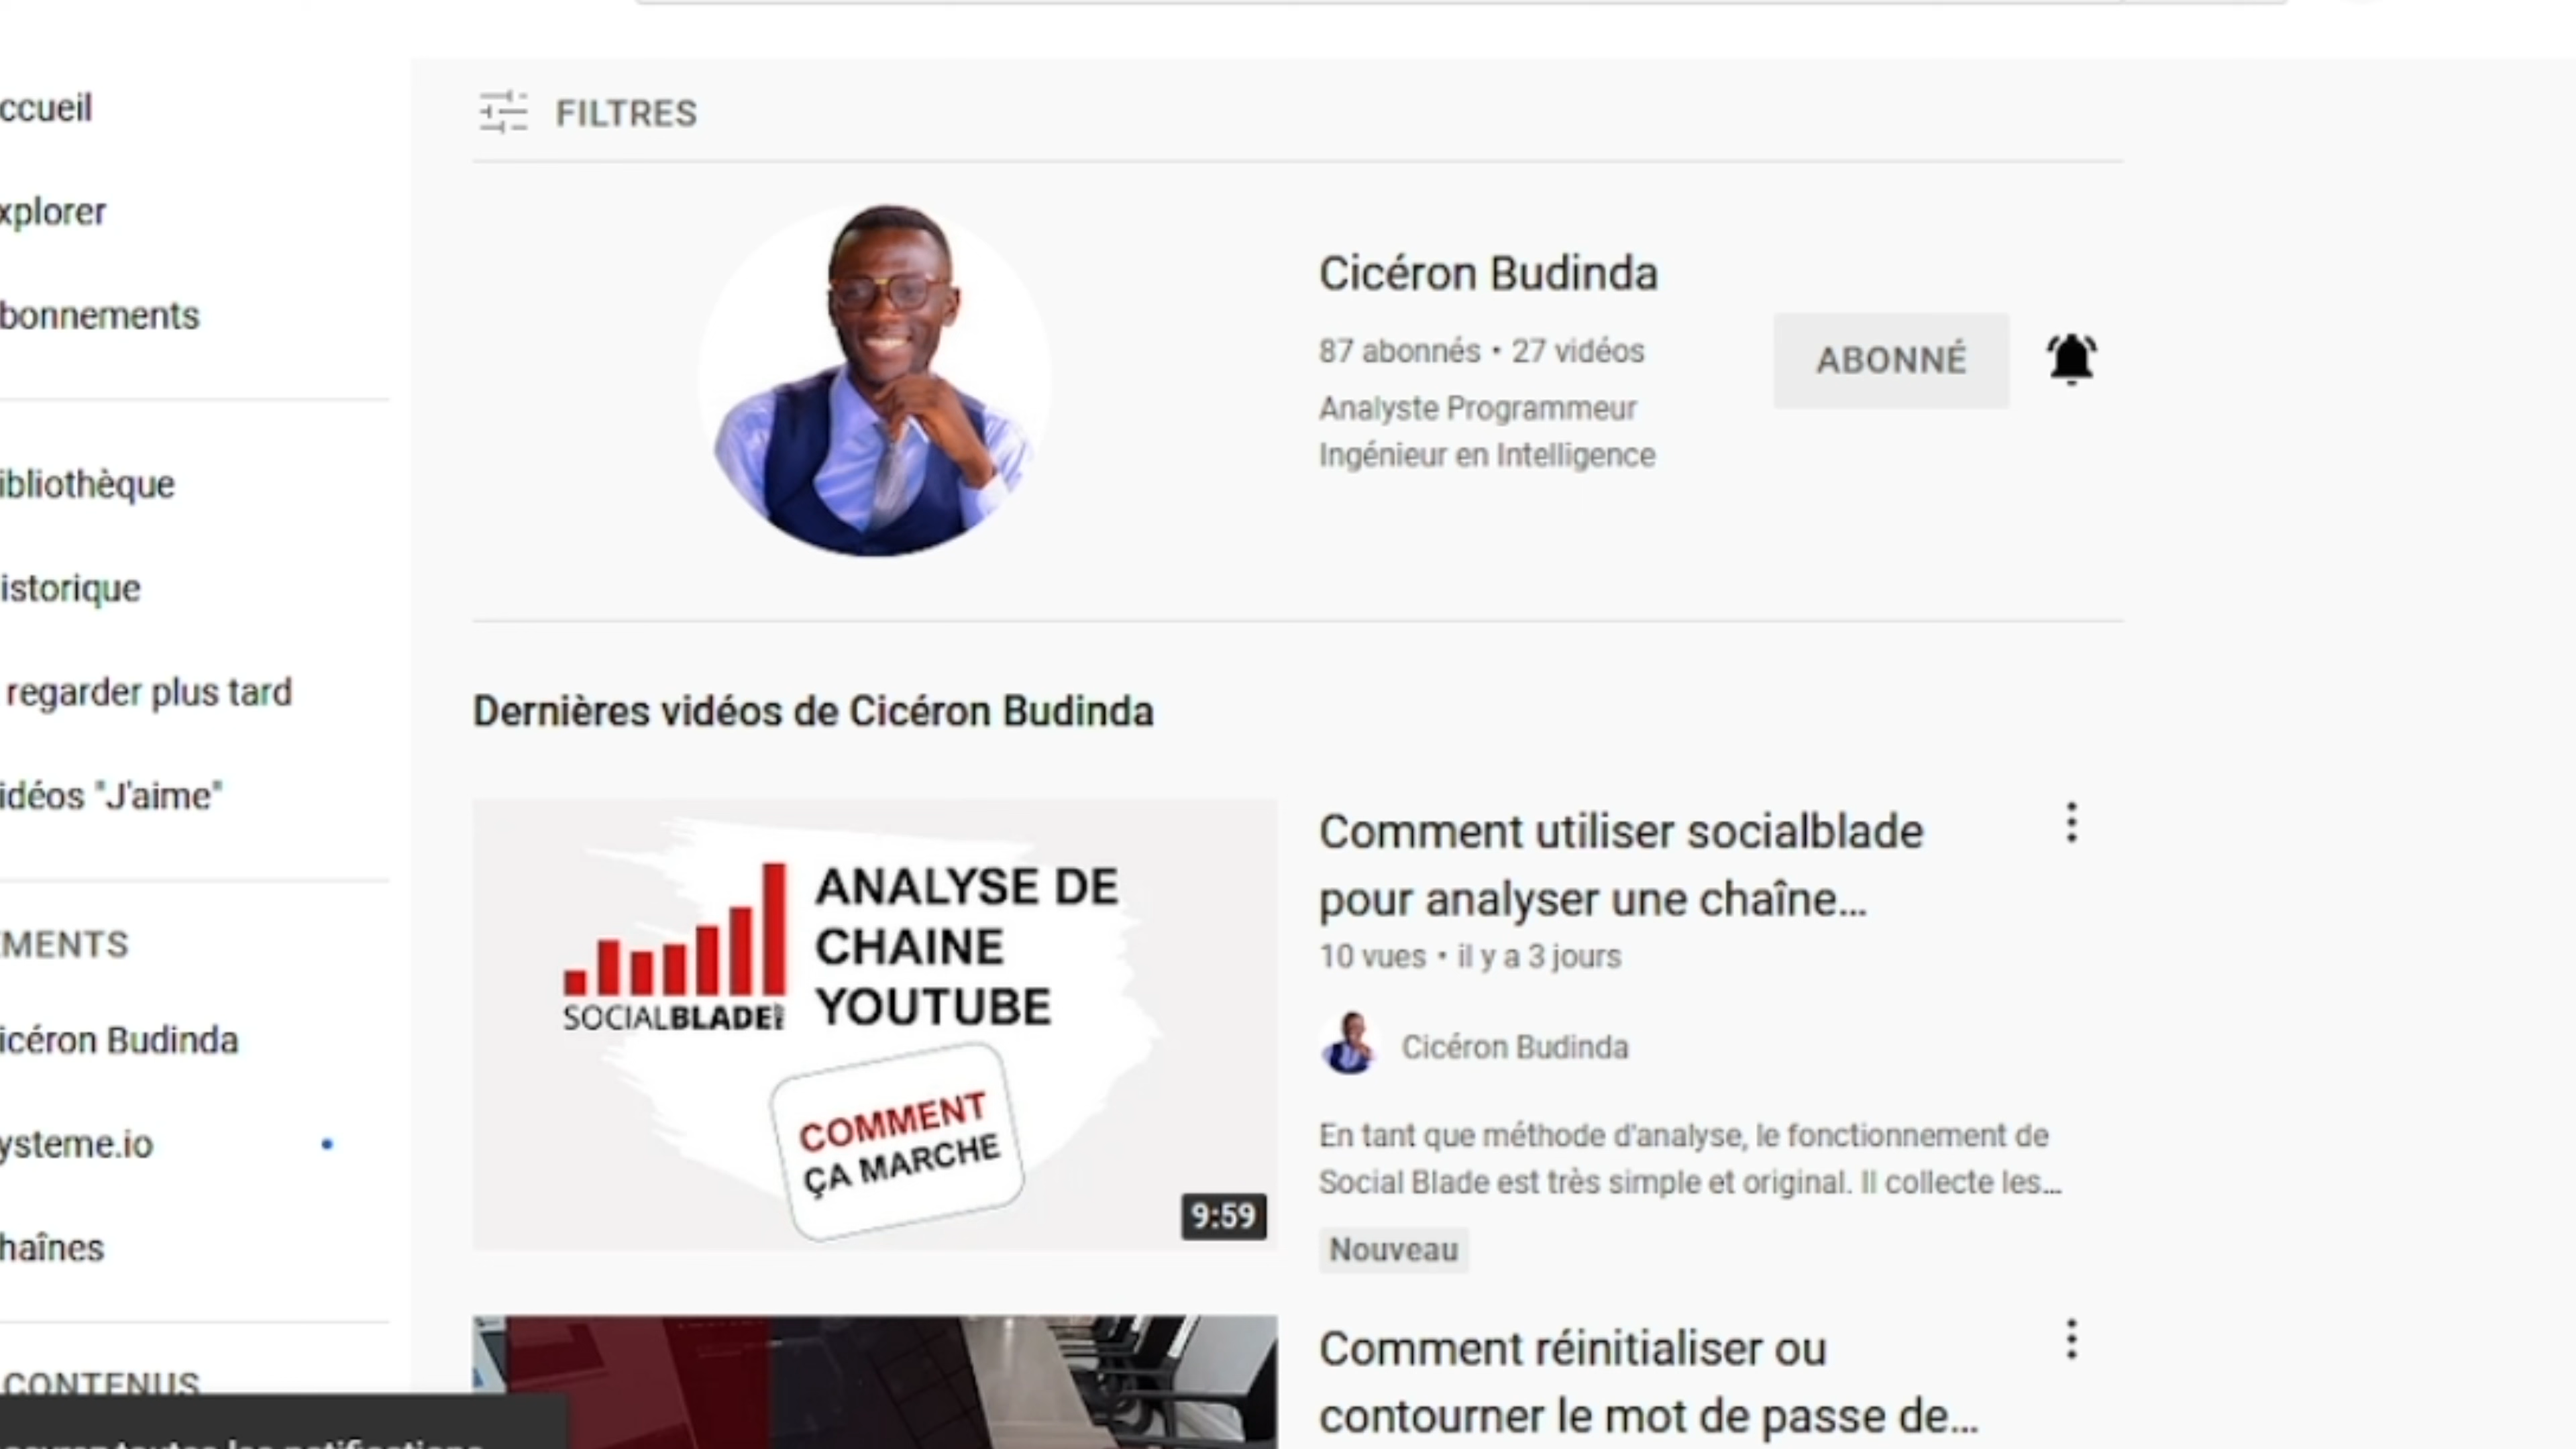 ccueil
xplorer
bonnements
ibliothèque
istorique
regarder plus tard
idéos "J'aime"
EMENTS
icéron Budinda
ysteme.io
haînes
CONTENUS
FILTRES
Cicéron Budinda
87 abonnés • 27 vidéos
Analyste Programmeur
Ingénieur en Intelligence
ABONNÉ
Dernières vidéos de Cicéron Budinda
ANALYSE DE
CHAINE
YOUTUBE
SOCIALBLADE
COMMENT
ÇA MARCHE
9:59
Comment utiliser socialblade
pour analyser une chaîne...
10 vues • il y a 3 jours
Cicéron Budinda
En tant que méthode d'analyse, le fonctionnement de
Social Blade est très simple et original. Il collecte les...
Nouveau
Comment réinitialiser ou
contourner le mot de passe de...
toutes les notifications